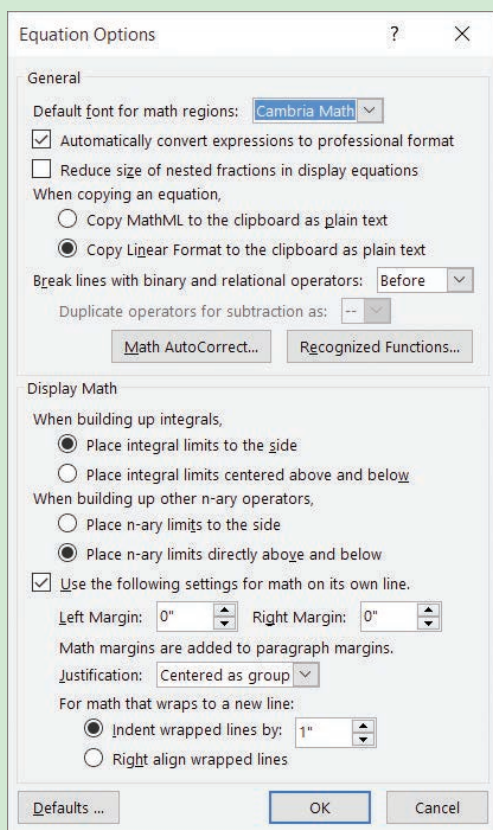 Equation Options ? ×
General
Default font for math regions: Cambria Math
Automatically convert expressions to professional format
Reduce size of nested fractions in display equations
When copying an equation,
Copy MathML to the clipboard as plain text
Copy Linear Format to the clipboard as plain text
Break lines with binary and relational operators: Before
Duplicate operators for subtraction as: --
Math AutoCorrect... Recognized Functions...
Display Math
When building up integrals,
Place integral limits to the side
Place integral limits centered above and below
When building up other n-ary operators,
Place n-ary limits to the side
Place n-ary limits directly above and below
Use the following settings for math on its own line.
Left Margin: 0" Right Margin: 0"
Math margins are added to paragraph margins.
Justification: Centered as group
For math that wraps to a new line:
Indent wrapped lines by: 1"
Right align wrapped lines
Defaults ... OK Cancel